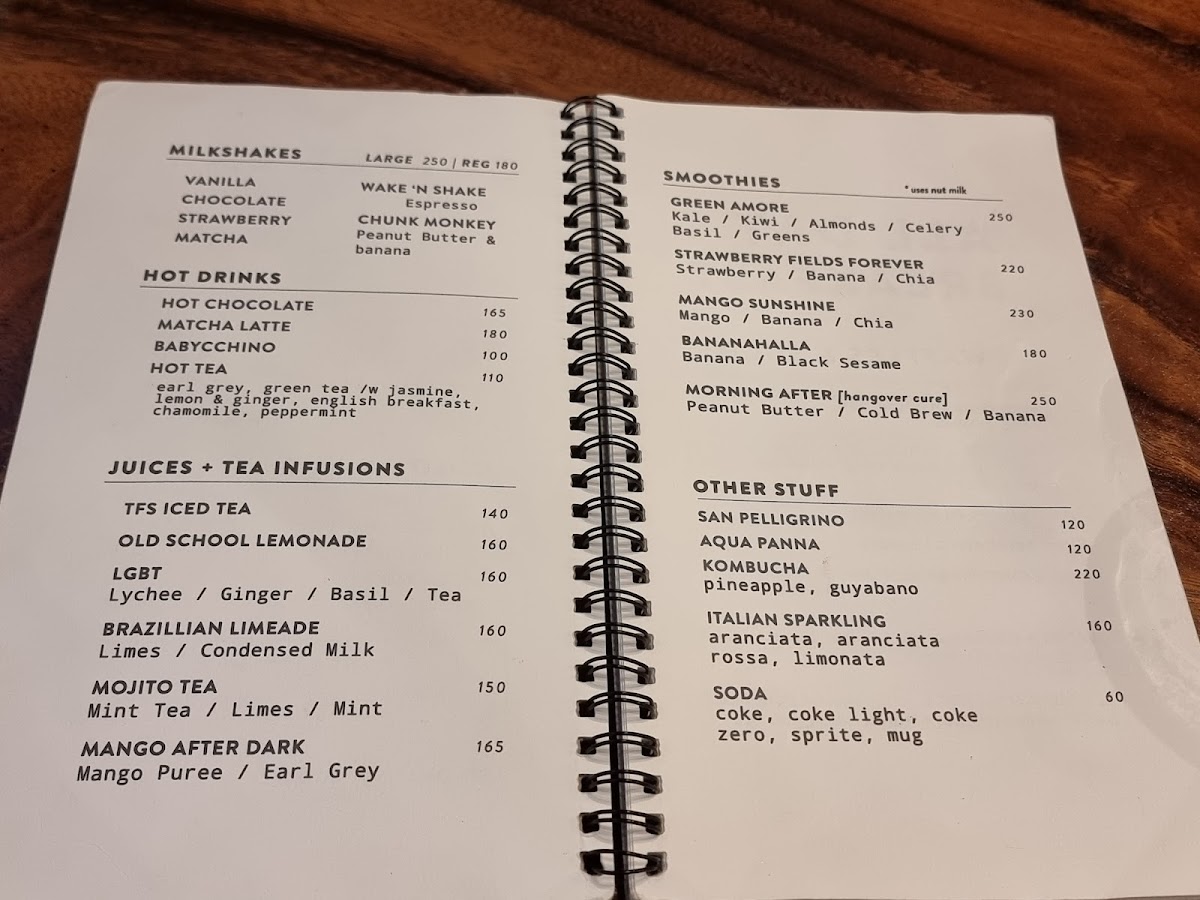 MILKSHAKES LARGE 250 | REG 180
VANILLA
CHOCOLATE
STRAWBERRY
MATCHA
WAKE 'N SHAKE
Espresso
CHUNK MONKEY
Peanut Butter &
banana
HOT DRINKS
HOT CHOCOLATE 165
MATCHA LATTE 180
BABYCCHINO 100
HOT TEA 110
earl grey, green tea /w jasmine,
lemon & ginger, english breakfast,
chamomile, peppermint
JUICES + TEA INFUSIONS
TFS ICED TEA 140
OLD SCHOOL LEMONADE 160
LGBT 160
Lychee / Ginger / Basil / Tea
BRAZILLIAN LIMEADE 160
Limes / Condensed Milk
MOJITO TEA 150
Mint Tea / Limes / Mint
MANGO AFTER DARK 165
Mango Puree / Earl Grey
SMOOTHIES * uses nut milk
GREEN AMORE 250
Kale / Kiwi / Almonds / Celery
Basil / Greens
STRAWBERRY FIELDS FOREVER 220
Strawberry / Banana / Chia
MANGO SUNSHINE 230
Mango / Banana / Chia
BANANAHALLA 180
Banana / Black Sesame
MORNING AFTER [hangover cure] 250
Peanut Butter / Cold Brew / Banana
OTHER STUFF
SAN PELLIGRINO 120
AQUA PANNA 120
KOMBUCHA 220
pineapple, guyabano
ITALIAN SPARKLING 160
aranciata, aranciata
rossa, limonata
SODA 60
coke, coke light, coke
zero, sprite, mug